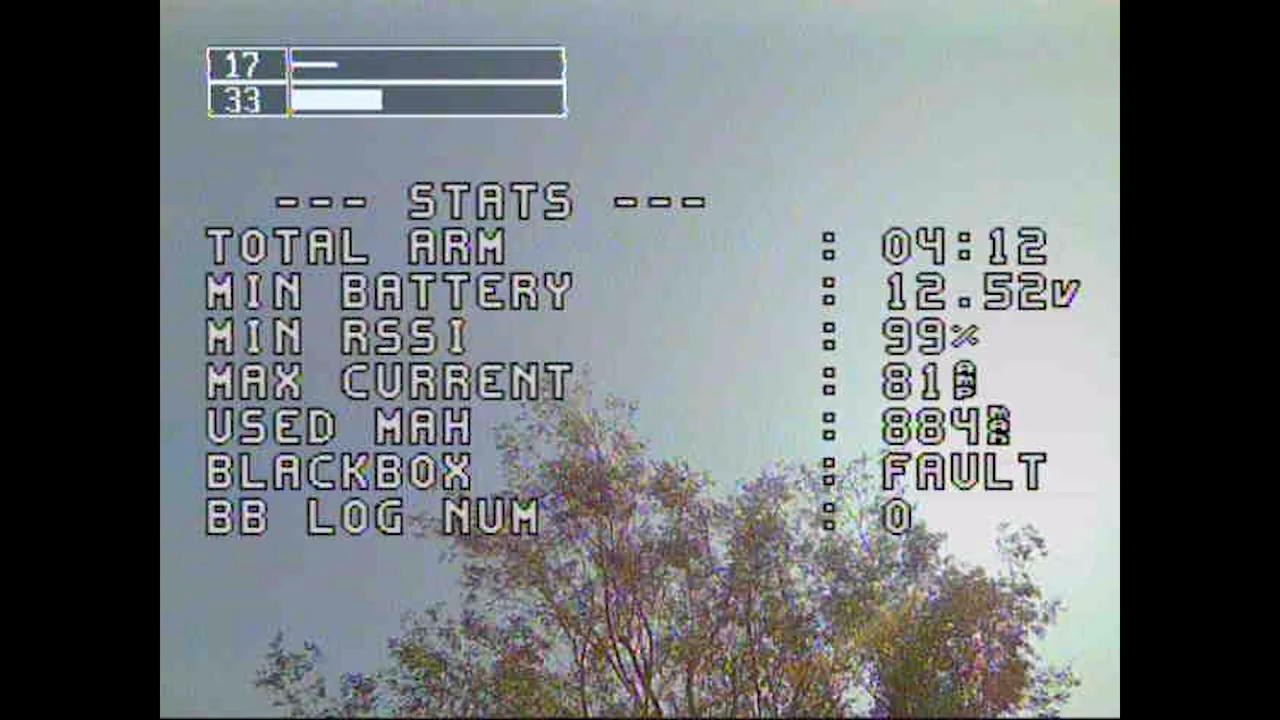 17
33
--- STATS ---
TOTAL ARM : 04:12
MIN BATTERY : 12.52V
MIN RSSI : 99%
MAX CURRENT : 81A
USED MAH : 884
BLACKBOX : FAULT
BB LOG NUM : 0